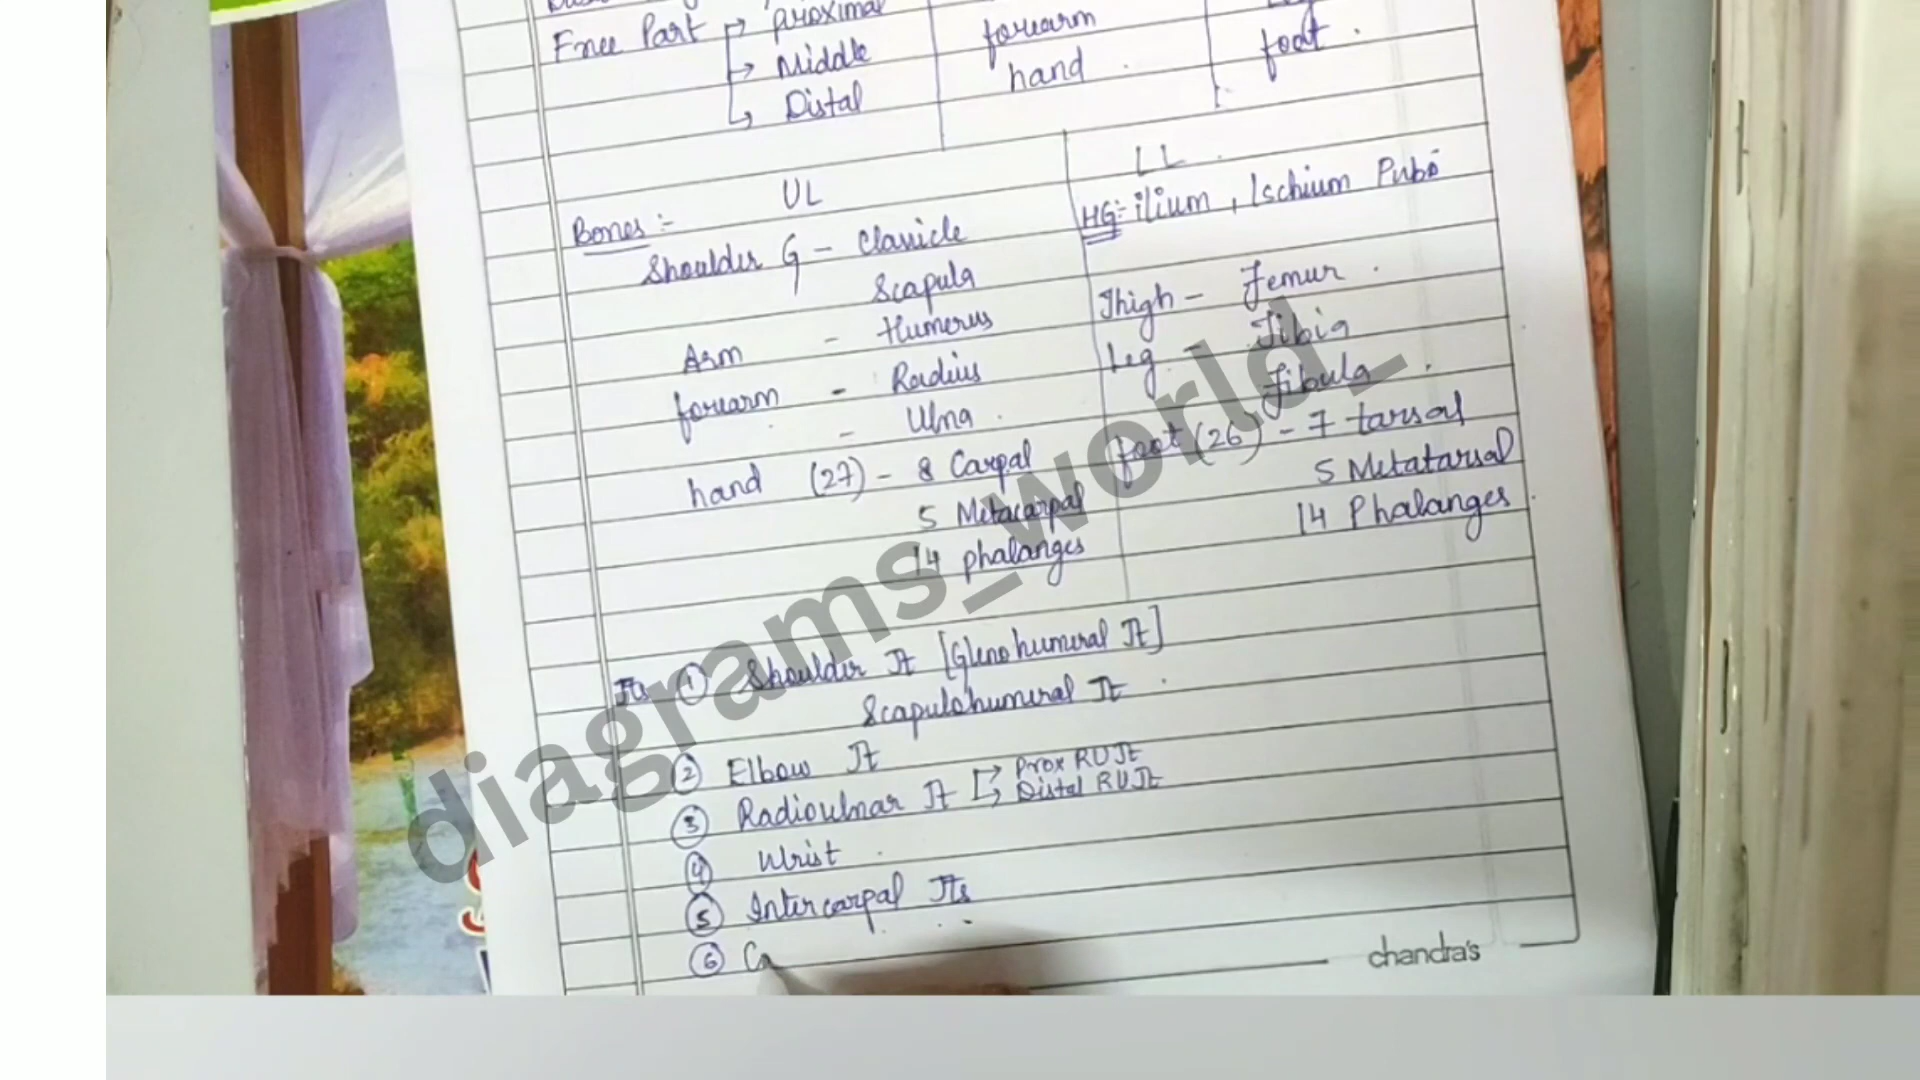 Free Part → proximal
→ Middle
→ Distal
forearm
hand .
foot .
UL
LL .
Bones :-
Shoulder G - Clavicle
Scapula
Arm - Humerus
forearm - Radius
- Ulna .
hand (27) - 8 Carpal
5 Metacarpal
14 phalanges
HG:- ilium , Ischium Pubis
Thigh - Femur .
Leg - Tibia
Fibula .
foot (26) - 7 tarsal
5 Metatarsal
14 Phalanges
Jts ① Shoulder Jt [Glenohumeral Jt]
Scapulohumeral Jt .
② Elbow Jt
③ Radioulnar Jt → Prox RUJt
→ Distal RUJt
④ Wrist .
⑤ Intercarpal Jts
⑥ Ca
chandra's
diagrams_world_